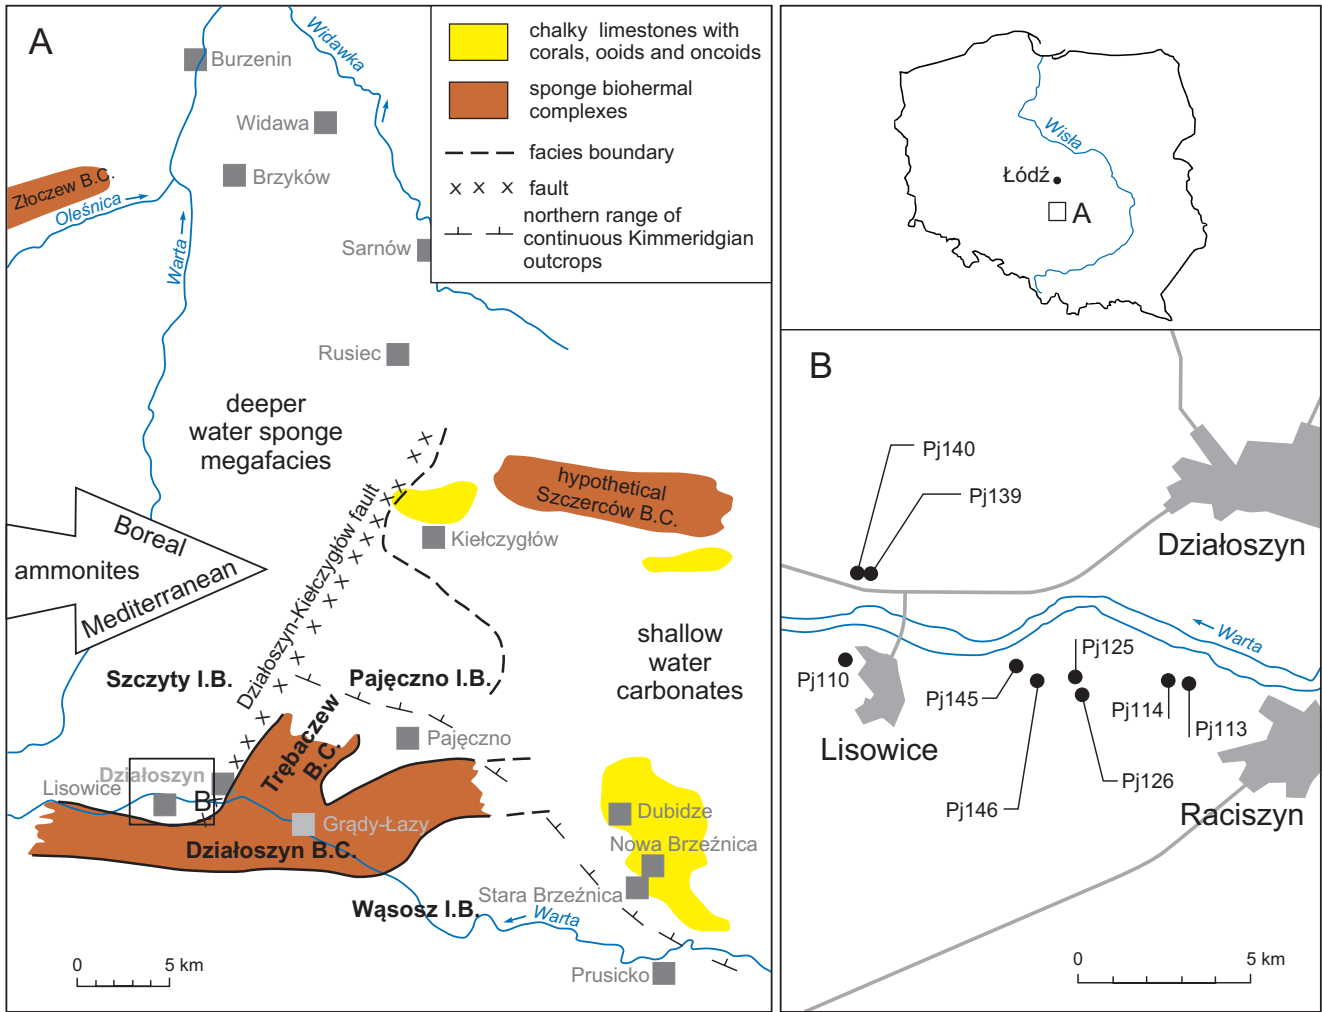 A
Burzenin
Widawka
Widawa
Brzyków
Złoczew B.C.
Oleśnica
Warta
Sarnów
Rusiec
chalky limestones with
corals, ooids and oncoids
sponge biohermal
complexes
facies boundary
fault
northern range of
continuous Kimmeridgian
outcrops
deeper
water sponge
megafacies
Boreal
ammonites
Mediterranean
Działoszyn-Kiełczygłów fault
Kiełczygłów
hypothetical
Szczerców B.C.
shallow
water
carbonates
Szczyty I.B.
Pajęczno I.B.
Trębaczew
B.C.
Pajęczno
Działoszyn
Lisowice
B
Grądy-Łazy
Działoszyn B.C.
Dubidze
Nowa Brzeźnica
Stara Brzeźnica
Wąsosz I.B.
Warta
Prusicko
0 5 km
Wisła
Łódź
A
B
Pj140
Pj139
Działoszyn
Warta
Pj125
Pj110
Pj145
Pj114
Pj113
Lisowice
Pj126
Pj146
Raciszyn
0 5 km